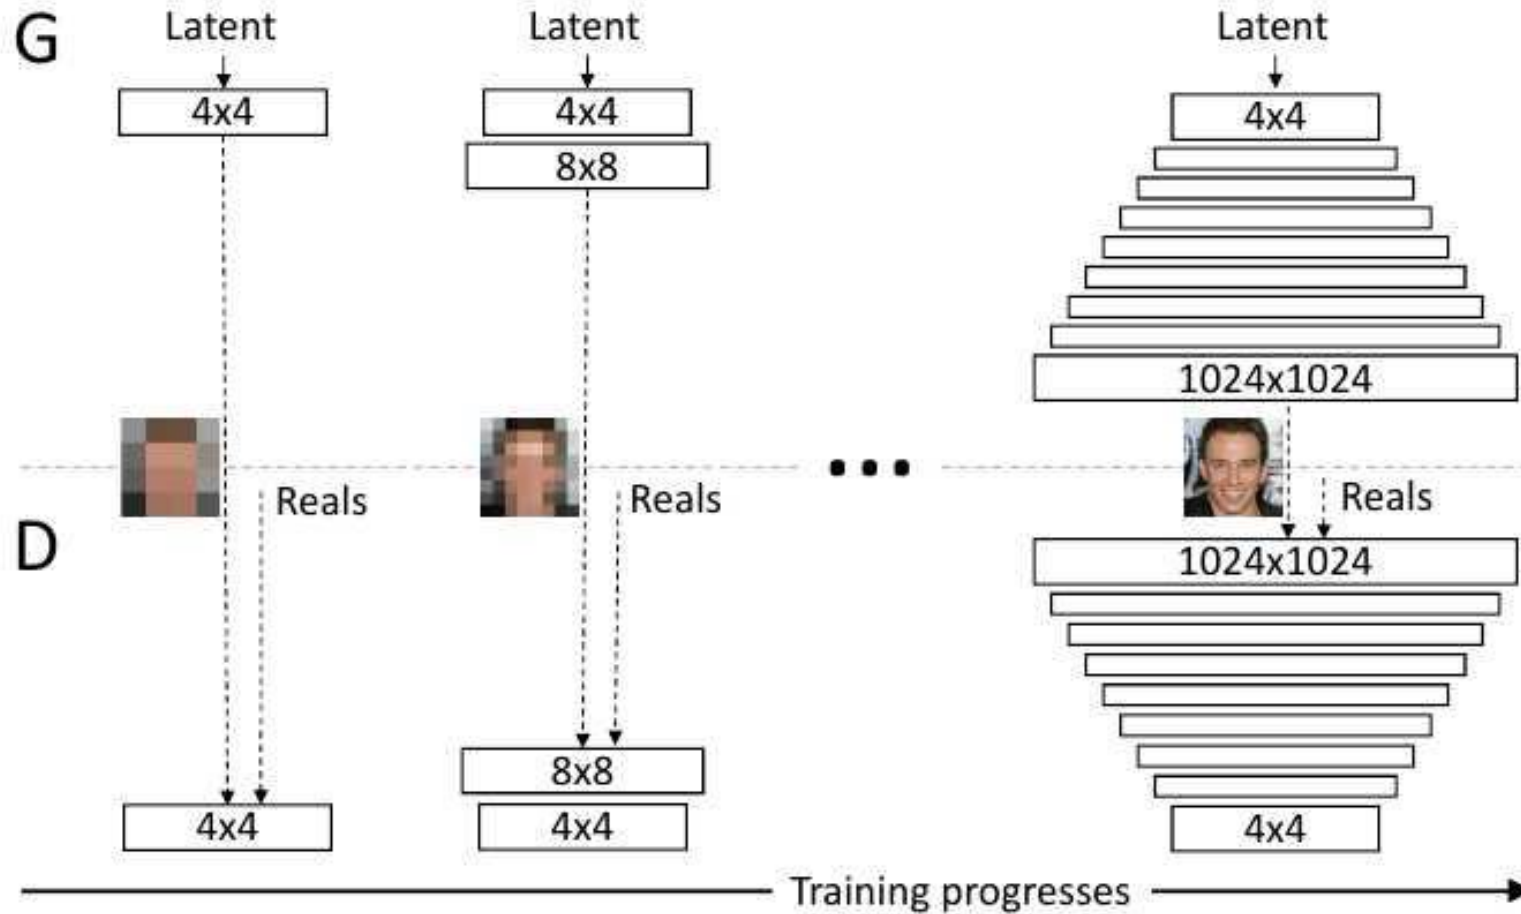 G
Latent
Latent
Latent
4x4
4x4
4x4
8x8
1024x1024
Reals
Reals
Reals
D
1024x1024
8x8
4x4
4x4
4x4
Training progresses